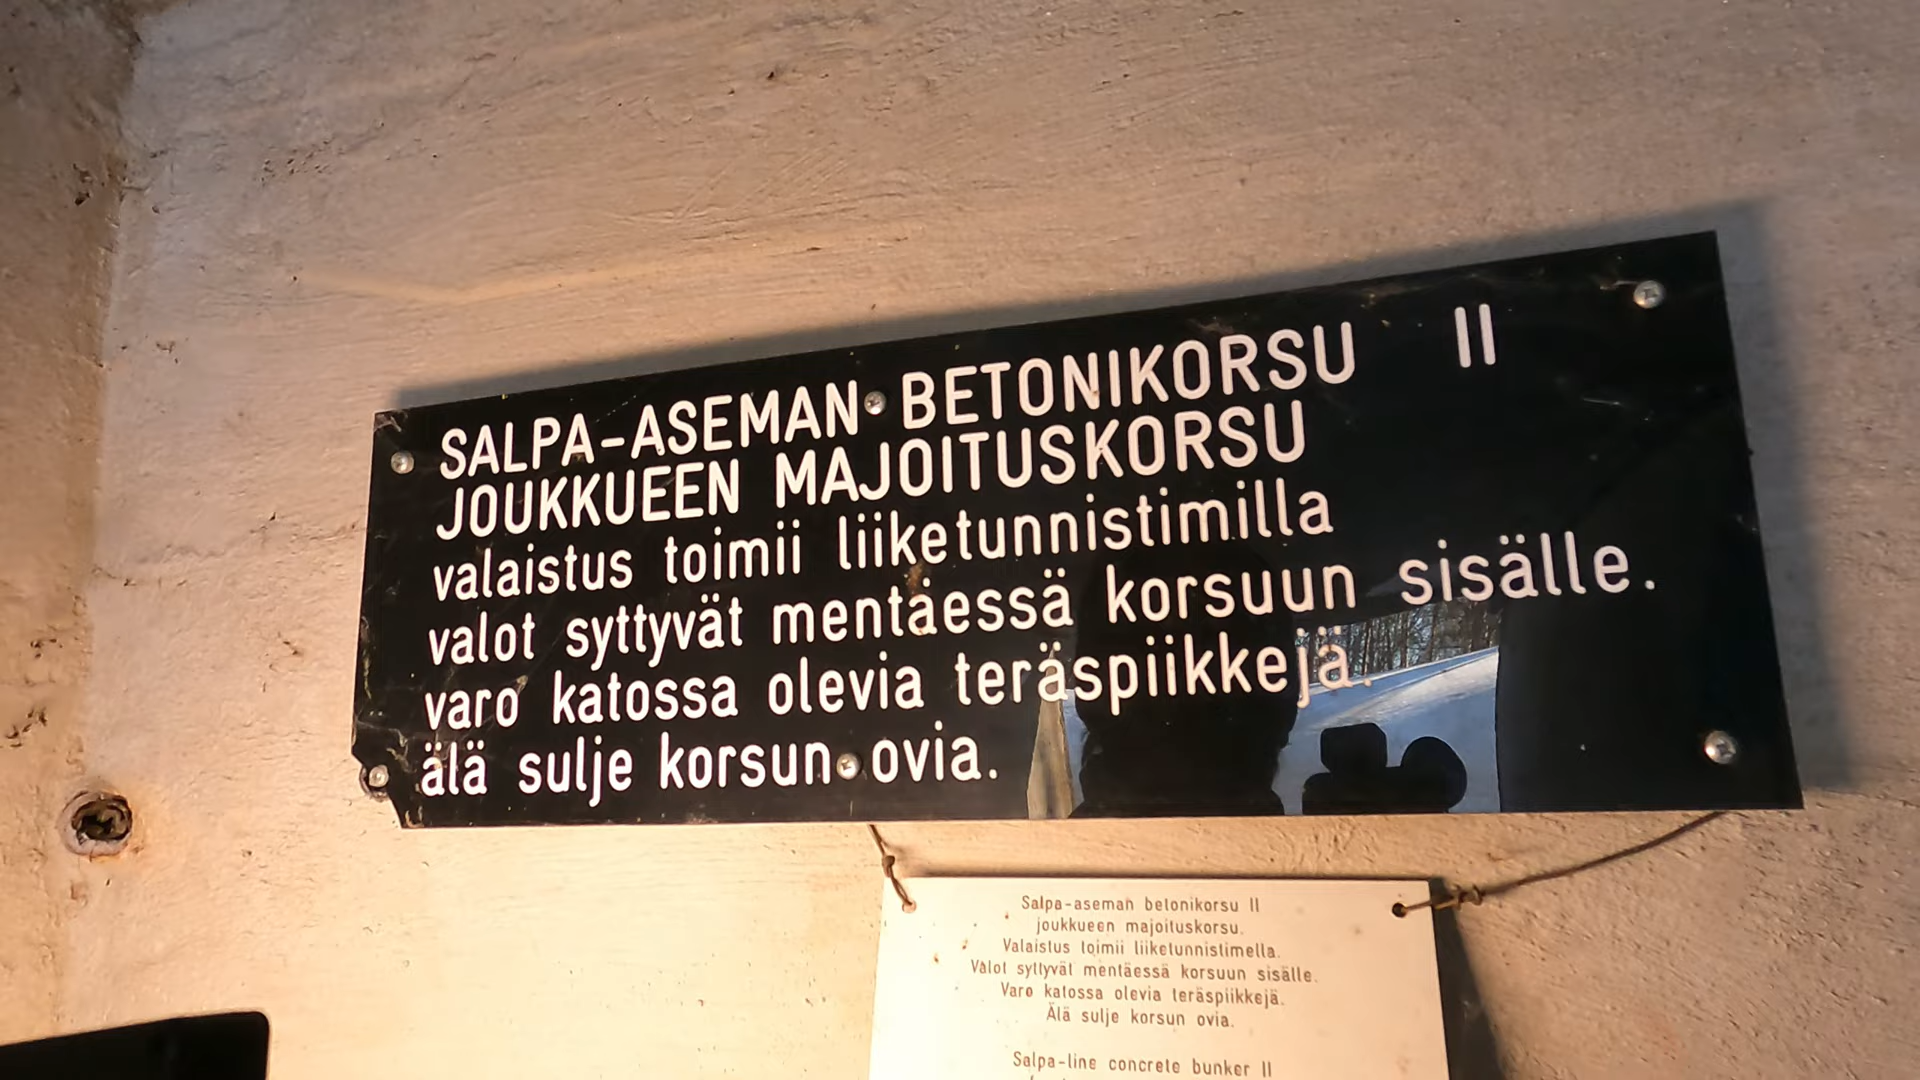 SALPA-ASEMAN BETONIKORSU II
JOUKKUEEN MAJOITUSKORSU
valaistus toimii liiketunnistimilla
valot syttyvät mentäessä korsuun sisälle.
varo katossa olevia teräspiikkejä.
älä sulje korsun ovia.
Salpa-aseman betonikorsu II
joukkueen majoituskorsu.
Valaistus toimii liiketunnistimella.
Valot syttyvät mentäessä korsuun sisälle.
Varo katossa olevia teräspiikkejä.
Älä sulje korsun ovia.
Salpa-line concrete bunker II